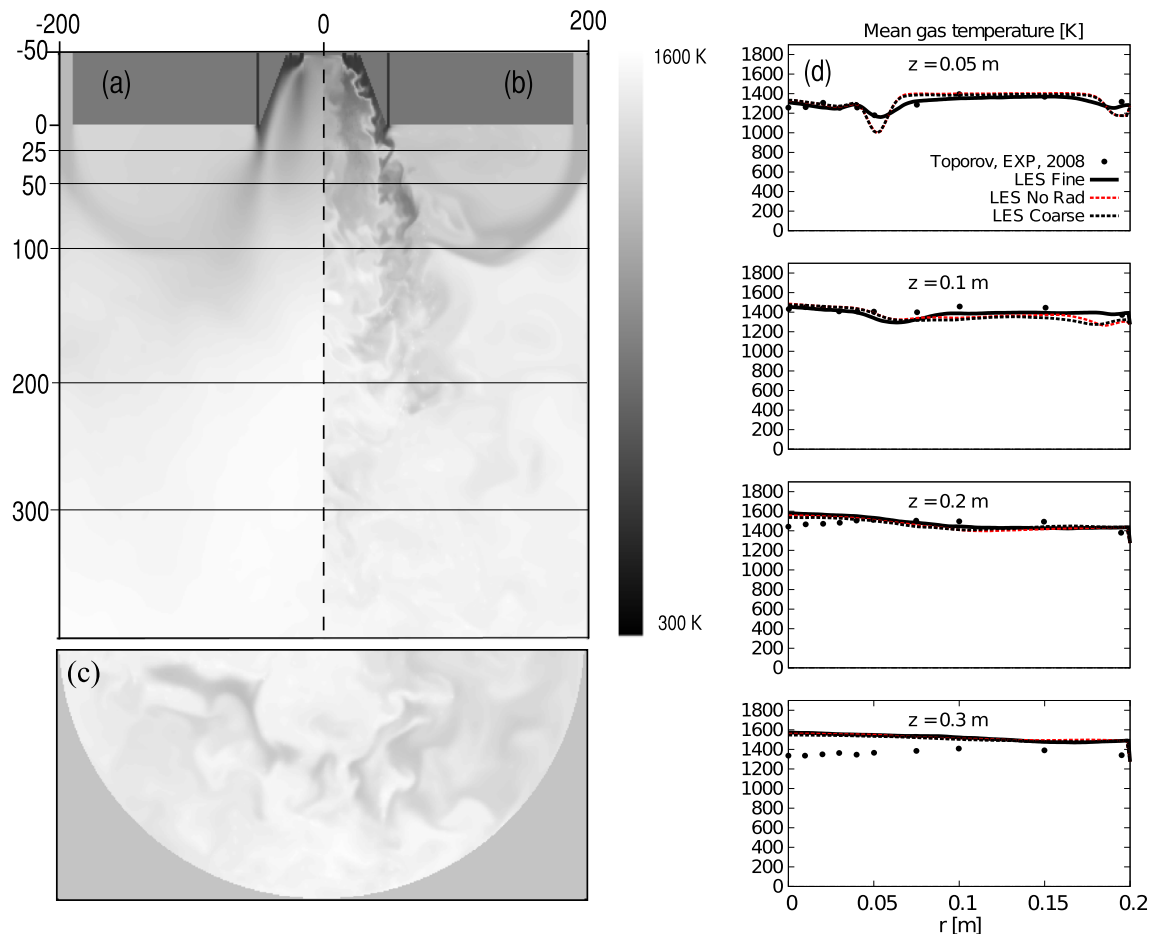 -200 0 200
-50
0
25
50
100
200
300
(a)
(b)
(c)
1600 K
300 K
Mean gas temperature [K]
(d)
z = 0.05 m
1800
1600
1400
1200
1000
800
600
400
200
0
Toporov, EXP, 2008
LES Fine
LES No Rad
LES Coarse
z = 0.1 m
1800
1600
1400
1200
1000
800
600
400
200
0
z = 0.2 m
1800
1600
1400
1200
1000
800
600
400
200
0
z = 0.3 m
1800
1600
1400
1200
1000
800
600
400
200
0
0 0.05 0.1 0.15 0.2
r [m]